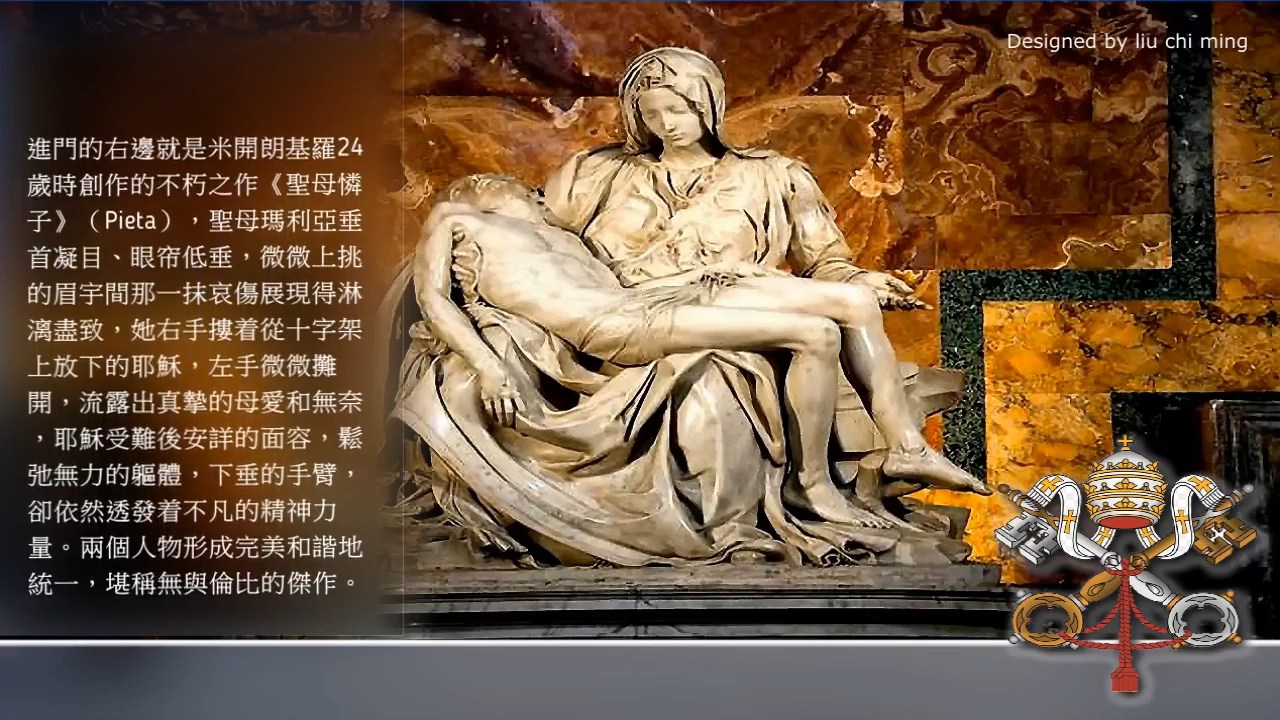 Designed by liu chi ming
進門的右邊就是米開朗基羅24
歲時創作的不朽之作《聖母憐
子》（Pieta），聖母瑪利亞垂
首凝目、眼帘低垂，微微上挑
的眉宇間那一抹哀傷展現得淋
漓盡致，她右手摟着從十字架
上放下的耶穌，左手微微攤
開，流露出真摯的母愛和無奈
，耶穌受難後安詳的面容，鬆
弛無力的軀體，下垂的手臂，
卻依然透發着不凡的精神力
量。兩個人物形成完美和諧地
統一，堪稱無與倫比的傑作。